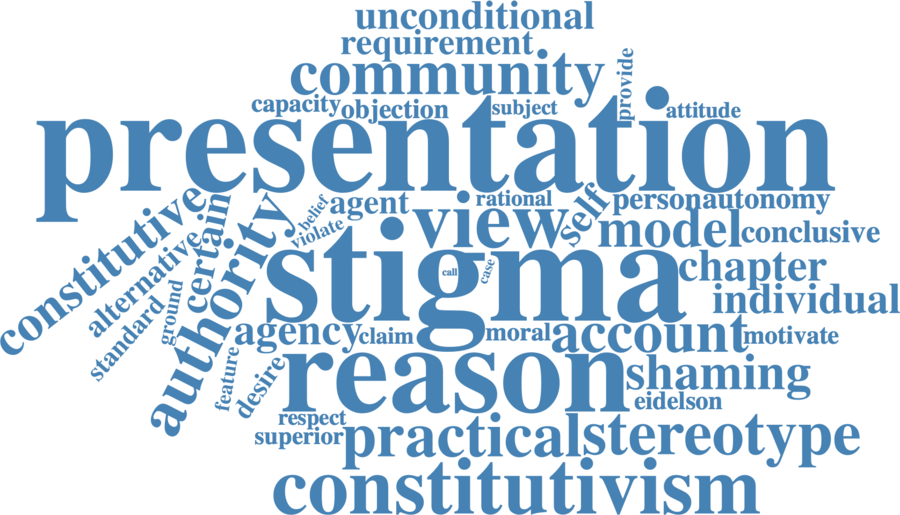 unconditional
requirement
community
provide
capacity
objection
subject
attitude
presentation
belief
agent
rational
self
person
autonomy
constitutive
certain
violate
view
model
conclusive
alternative
authority
stigma
call
case
chapter
individual
standard
ground
agency
claim
moral
account
motivate
feature
desire
reason
shaming
eidelson
respect
superior
practical
stereotype
constitutivism